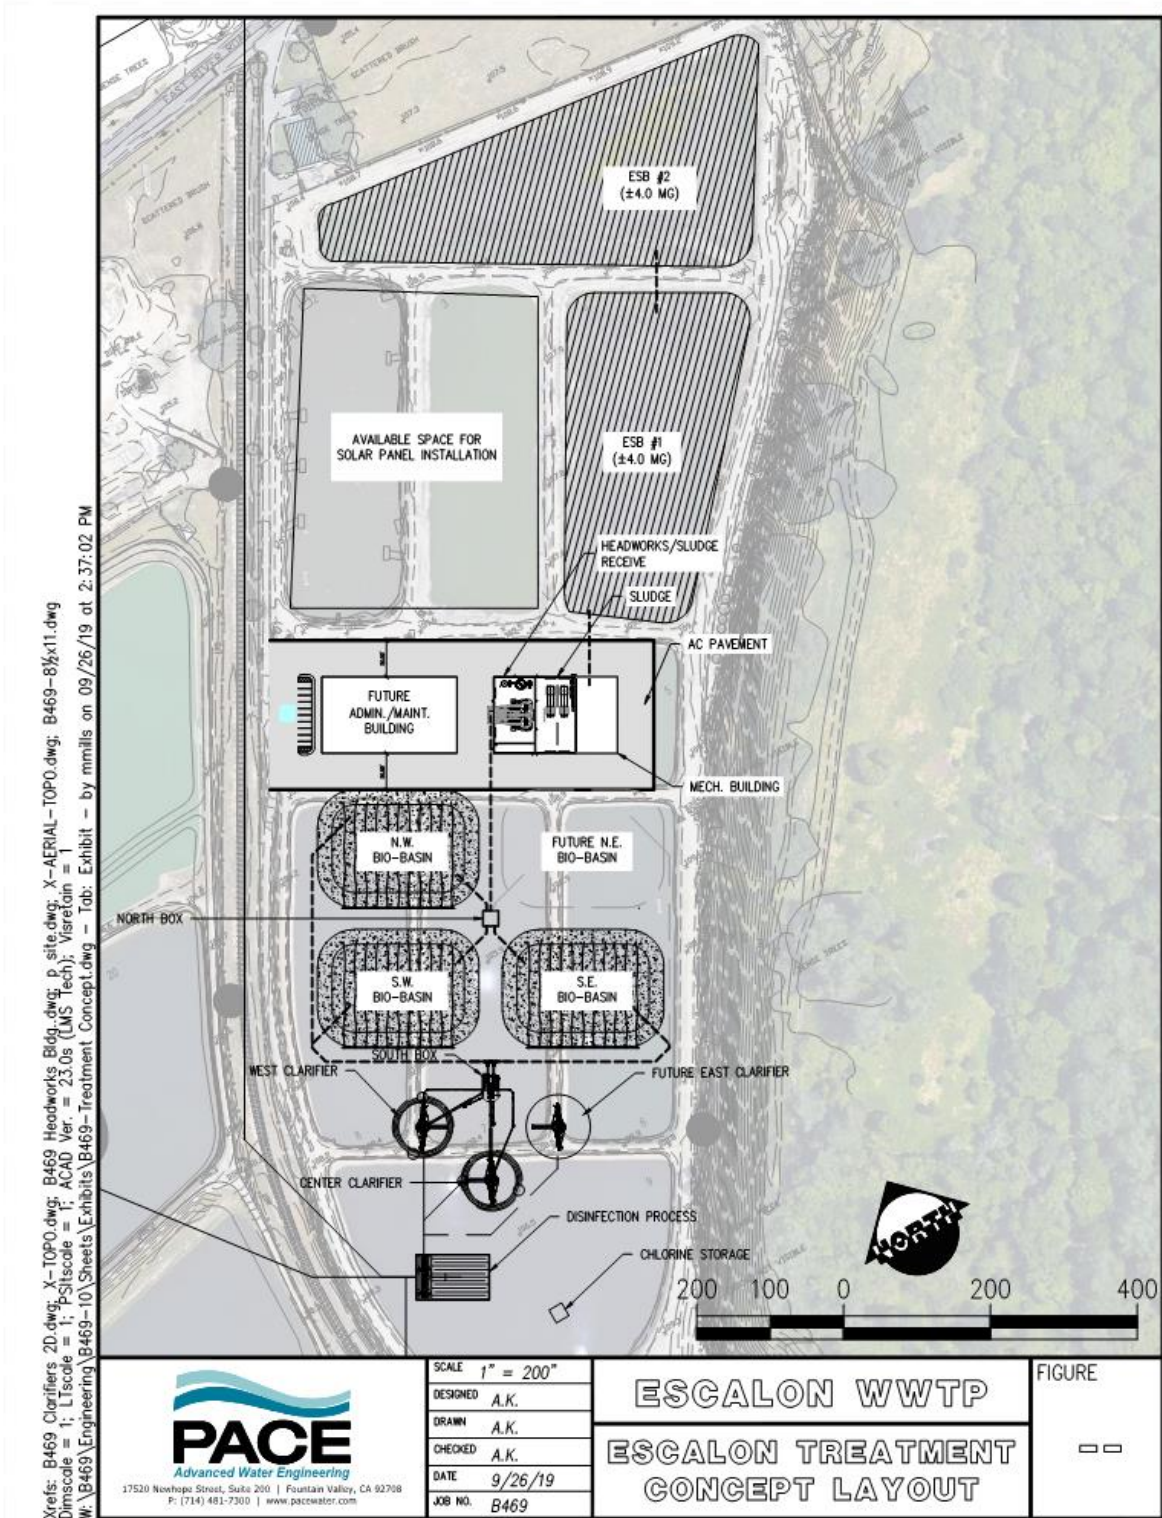 ESB #2
(±4.0 MG)
AVAILABLE SPACE FOR
SOLAR PANEL INSTALLATION
ESB #1
(±4.0 MG)
HEADWORKS/SLUDGE
RECEIVE
SLUDGE
AC PAVEMENT
FUTURE
ADMIN./MAINT.
BUILDING
MECH. BUILDING
N.W.
BIO-BASIN
FUTURE N.E.
BIO-BASIN
NORTH BOX
S.W.
BIO-BASIN
S.E.
BIO-BASIN
SOUTH BOX
WEST CLARIFIER
FUTURE EAST CLARIFIER
CENTER CLARIFIER
DISINFECTION PROCESS
CHLORINE STORAGE
NORTH
200 100 0 200 400
SCATTERED BRUSH
SCATTERED BRUSH
EAST RIVER
Xrefs: B469 Clarifiers 2D.dwg; X-TOPO.dwg; B469 Headworks Bldg..dwg; p_site.dwg; X-AERIAL-TOPO.dwg; B469-8½x11.dwg
Dimscale = 1; LTscale = 1; PSltscale = 1; ACAD Ver. = 23.0s (LMS Tech); Visretain = 1
W:\B469\Engineering\B469-10\Sheets\Exhibits\B469-Treatment Concept.dwg - Tab: Exhibit - by mmills on 09/26/19 at 2:37:02 PM
PACE
Advanced Water Engineering
17520 Newhope Street, Suite 200 | Fountain Valley, CA 92708
P: (714) 481-7300 | www.pacewater.com
SCALE 1" = 200"
DESIGNED A.K.
DRAWN A.K.
CHECKED A.K.
DATE 9/26/19
JOB NO. B469
ESCALON WWTP
ESCALON TREATMENT
CONCEPT LAYOUT
FIGURE
--